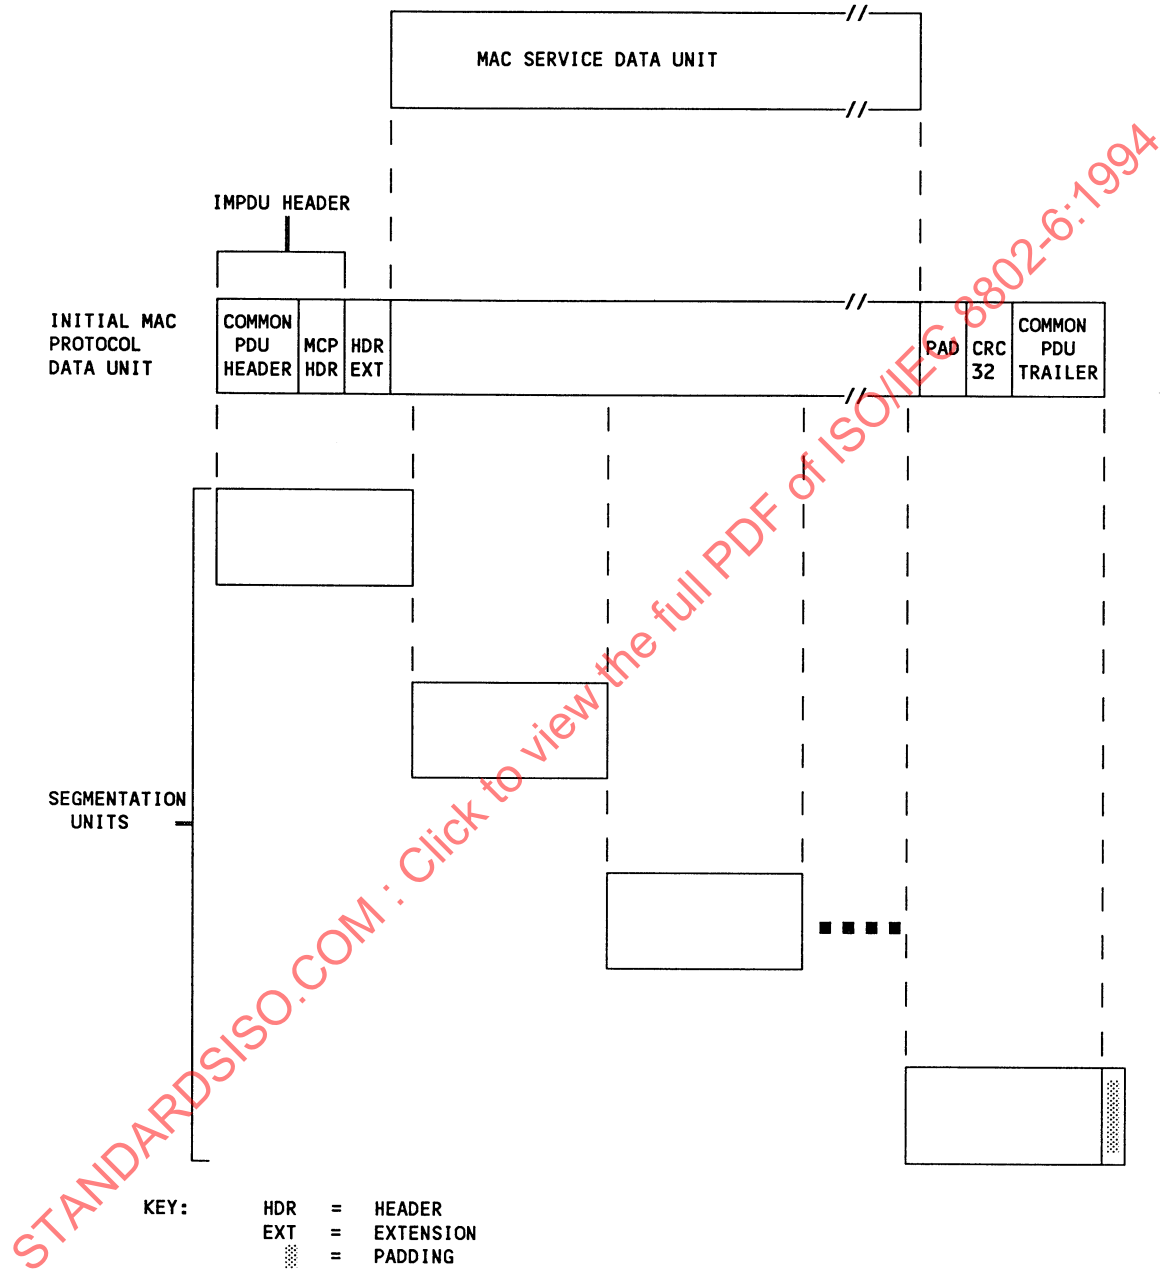 MAC SERVICE DATA UNIT
IMPDU HEADER
INITIAL MAC
PROTOCOL
DATA UNIT
COMMON
PDU
HEADER
MCP
HDR
HDR
EXT
PAD
CRC
32
COMMON
PDU
TRAILER
SEGMENTATION
UNITS
KEY:
HDR = HEADER
EXT = EXTENSION
= PADDING
STANDARDSISO.COM : Click to view the full PDF of ISO/IEC 8802-6:1994